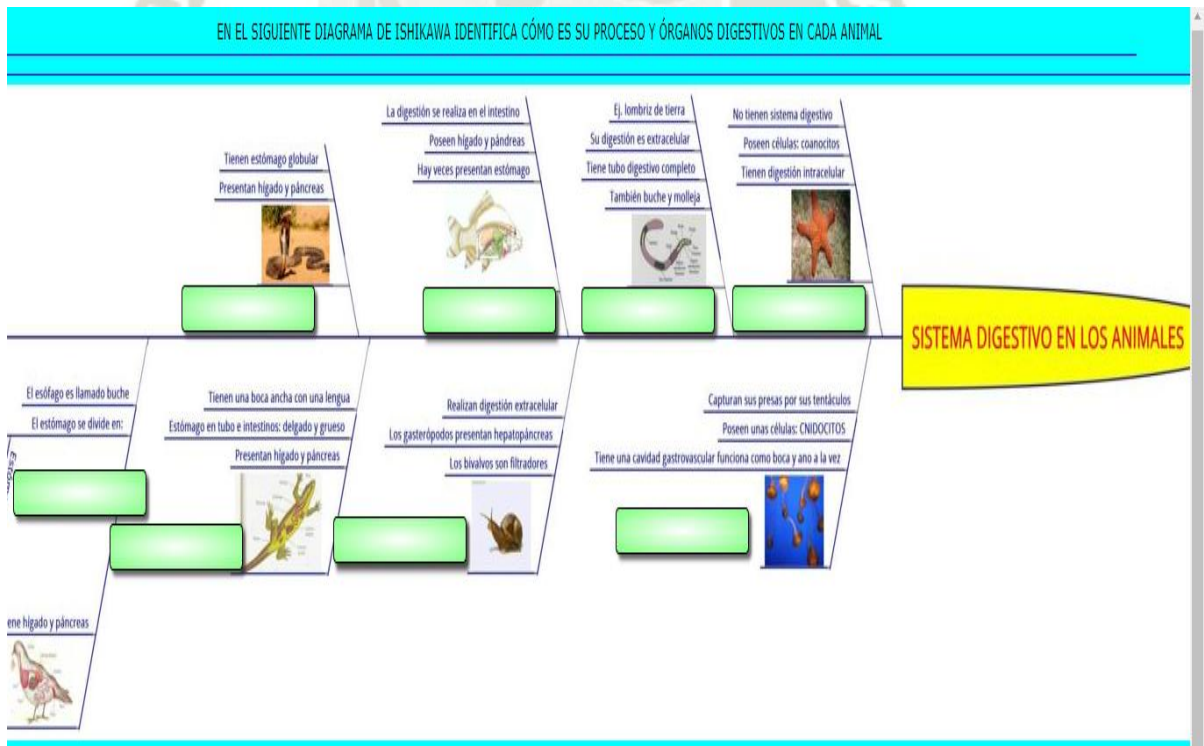 EN EL SIGUIENTE DIAGRAMA DE ISHIKAWA IDENTIFICA CÓMO ES SU PROCESO Y ÓRGANOS DIGESTIVOS EN CADA ANIMAL
Tienen estómago globular
Presentan hígado y páncreas
La digestión se realiza en el intestino
Poseen hígado y pándreas
Hay veces presentan estómago
Ej. lombriz de tierra
Su digestión es extracelular
Tiene tubo digestivo completo
También buche y molleja
No tienen sistema digestivo
Poseen células: coanocitos
Tienen digestión intracelular
SISTEMA DIGESTIVO EN LOS ANIMALES
El esófago es llamado buche
El estómago se divide en:
Tienen una boca ancha con una lengua
Estómago en tubo e intestinos: delgado y grueso
Presentan hígado y páncreas
Realizan digestión extracelular
Los gasterópodos presentan hepatopáncreas
Los bivalvos son filtradores
Capturan sus presas por sus tentáculos
Poseen unas células: CNIDOCITOS
Tiene una cavidad gastrovascular funciona como boca y ano a la vez
ene hígado y páncreas